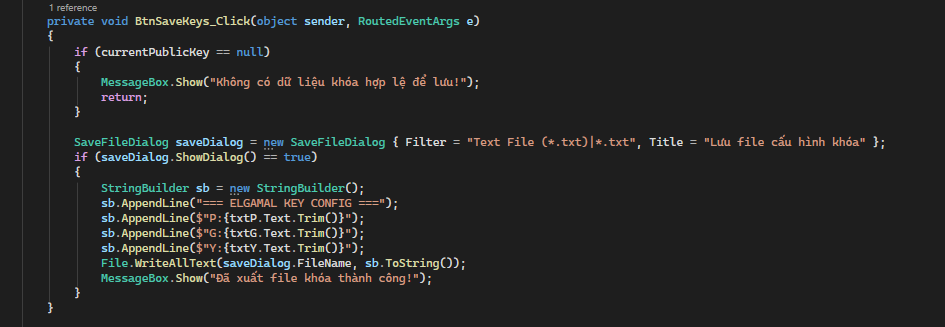 1 reference
private void BtnSaveKeys_Click(object sender, RoutedEventArgs e)
{
if (currentPublicKey == null)
{
MessageBox.Show("Không có dữ liệu khóa hợp lệ để lưu!");
return;
}
SaveFileDialog saveDialog = new SaveFileDialog { Filter = "Text File (*.txt)|*.txt", Title = "Lưu file cấu hình khóa" };
if (saveDialog.ShowDialog() == true)
{
StringBuilder sb = new StringBuilder();
sb.AppendLine("=== ELGAMAL KEY CONFIG ===");
sb.AppendLine($"P:{txtP.Text.Trim()}");
sb.AppendLine($"G:{txtG.Text.Trim()}");
sb.AppendLine($"Y:{txtY.Text.Trim()}");
File.WriteAllText(saveDialog.FileName, sb.ToString());
MessageBox.Show("Đã xuất file khóa thành công!");
}
}